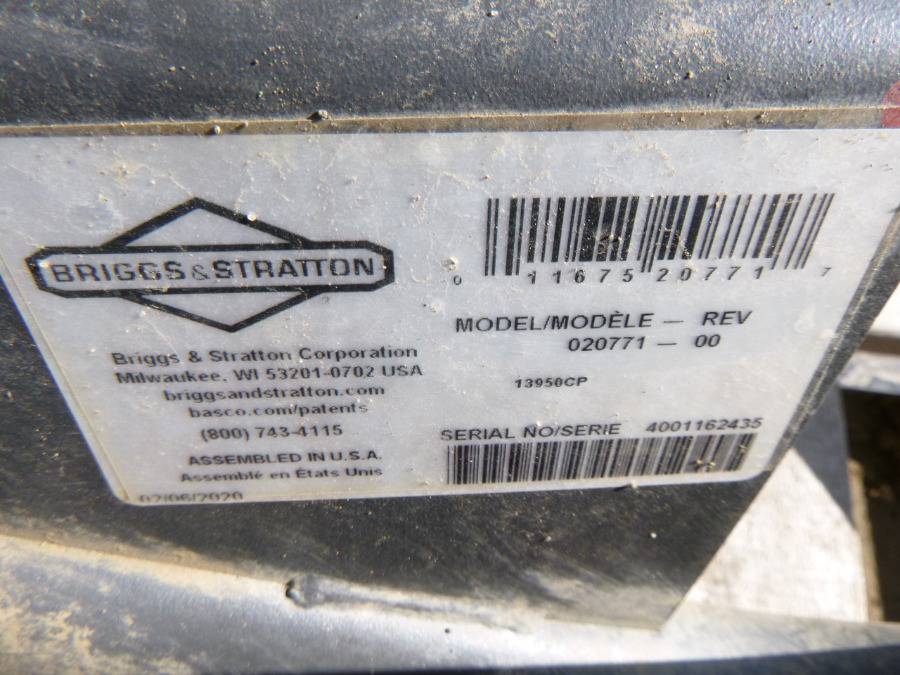 BRIGGS & STRATTON
®
Briggs & Stratton Corporation
Milwaukee, WI 53201-0702 USA
briggsandstratton.com
basco.com/patents
(800) 743-4115
ASSEMBLED IN U.S.A.
Assemblé en États Unis
02/06/2020
0 11675 20771 7
MODEL/MODÈLE — REV
020771 — 00
13950CP
SERIAL NO/SERIE 4001162435